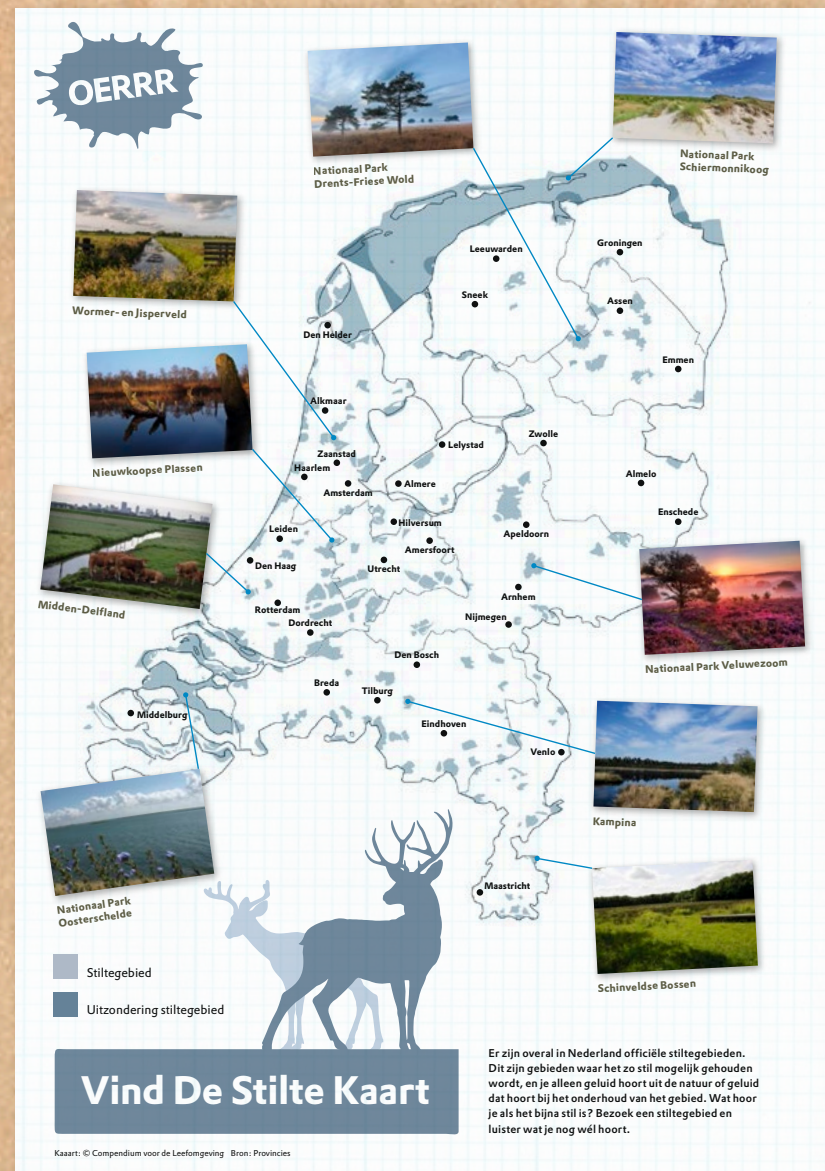 OERRR
Nationaal Park
Drents-Friese Wold
Nationaal Park
Schiermonnikoog
Wormer- en Jisperveld
Nieuwkoopse Plassen
Midden-Delfland
Nationaal Park
Oosterschelde
Nationaal Park Veluwezoom
Kampina
Schinveldse Bossen
Leeuwarden
Groningen
Sneek
Assen
Den Helder
Emmen
Alkmaar
Lelystad
Zwolle
Zaanstad
Haarlem
Amsterdam
Almere
Almelo
Enschede
Hilversum
Apeldoorn
Leiden
Amersfoort
Den Haag
Utrecht
Arnhem
Rotterdam
Dordrecht
Nijmegen
Den Bosch
Breda
Tilburg
Middelburg
Eindhoven
Venlo
Maastricht
Stiltegebied
Uitzondering stiltegebied
Vind De Stilte Kaart
Er zijn overal in Nederland officiële stiltegebieden.
Dit zijn gebieden waar het zo stil mogelijk gehouden
wordt, en je alleen geluid hoort uit de natuur of geluid
dat hoort bij het onderhoud van het gebied. Wat hoor
je als het bijna stil is? Bezoek een stiltegebied en
luister wat je nog wél hoort.
Kaaart: © Compendium voor de Leefomgeving Bron: Provincies